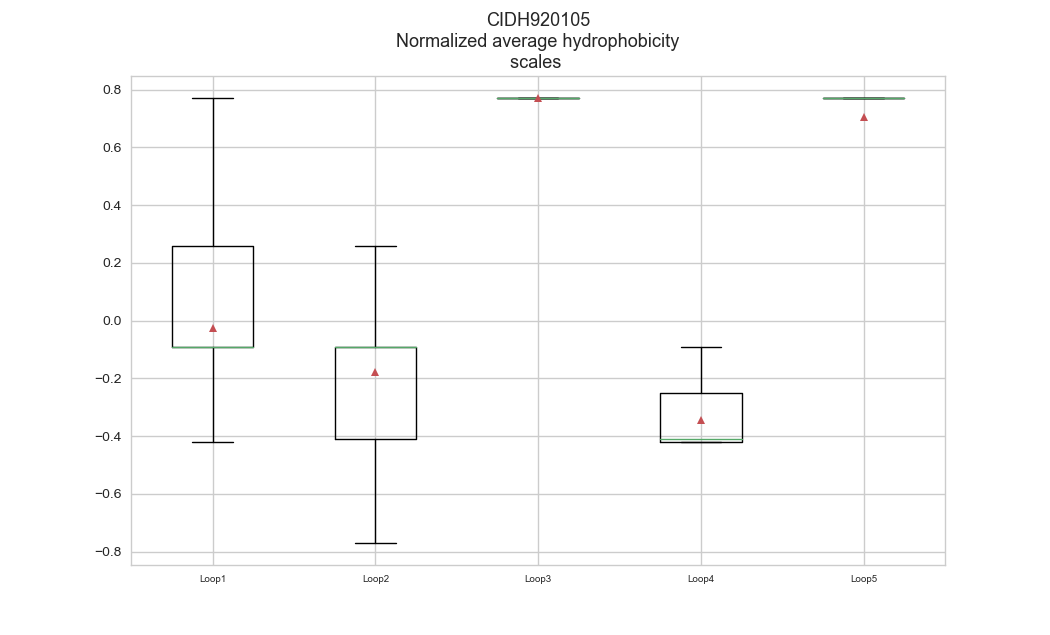 CIDH920105
Normalized average hydrophobicity
scales
0.8
0.6
0.4
0.2
0.0
−0.2
−0.4
−0.6
−0.8
Loop1 Loop2 Loop3 Loop4 Loop5